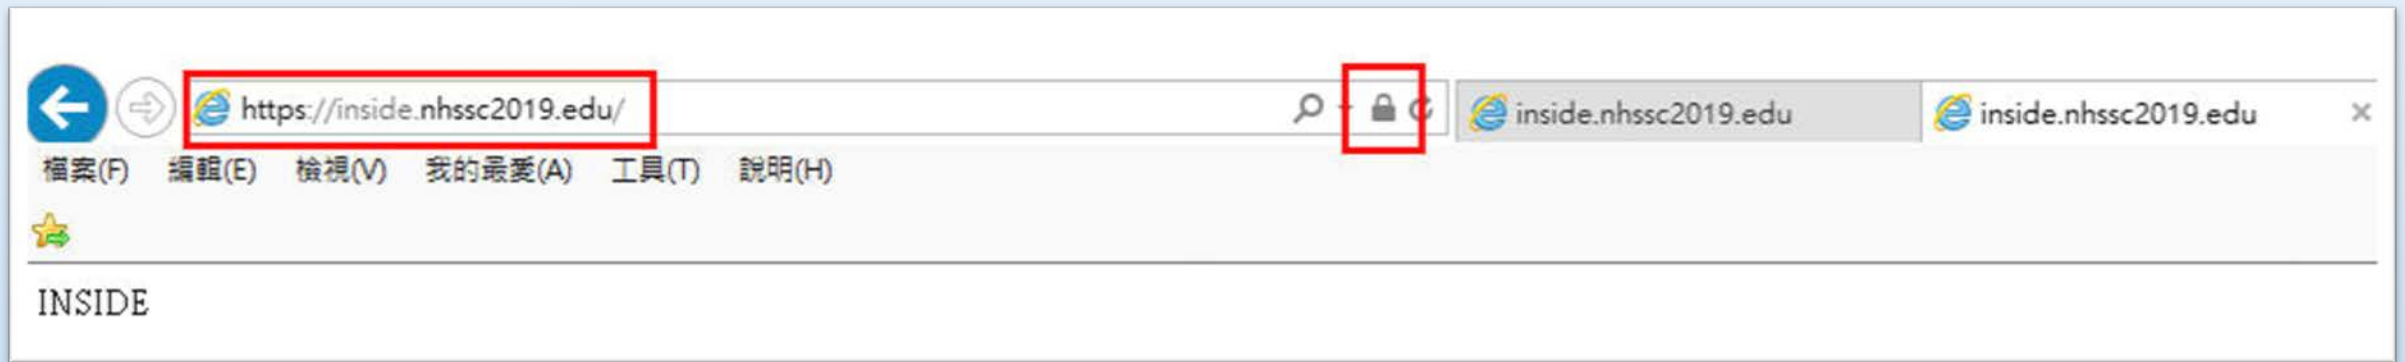 https://inside.nhssc2019.edu/ inside.nhssc2019.edu inside.nhssc2019.edu
檔案(F) 編輯(E) 檢視(V) 我的最愛(A) 工具(T) 說明(H)
INSIDE